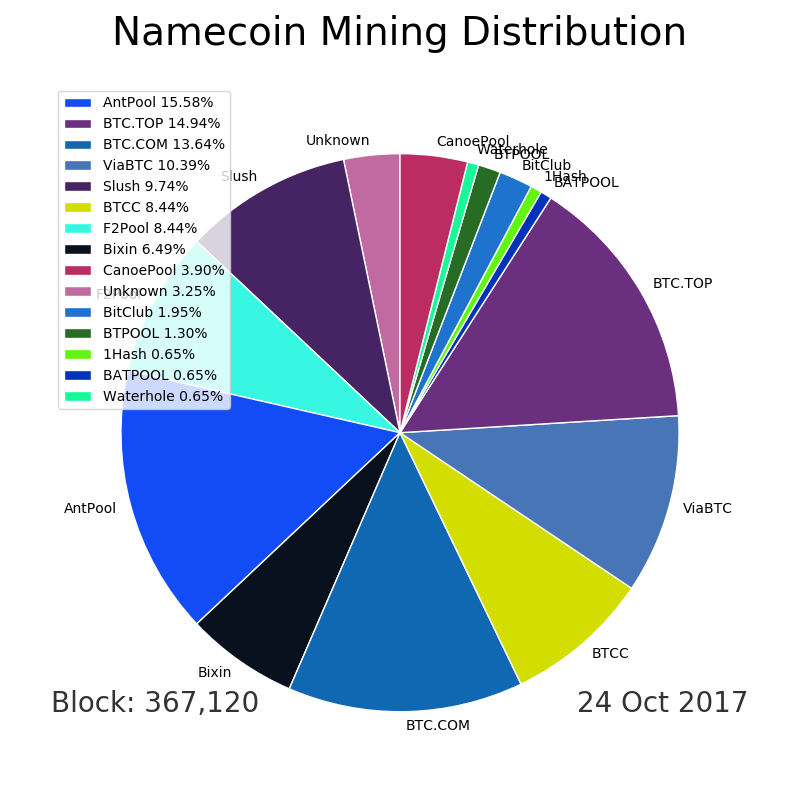 Namecoin Mining Distribution
AntPool 15.58%
BTC.TOP 14.94%
BTC.COM 13.64%
ViaBTC 10.39%
Slush 9.74%
BTCC 8.44%
F2Pool 8.44%
Bixin 6.49%
CanoePool 3.90%
Unknown 3.25%
BitClub 1.95%
BTPOOL 1.30%
1Hash 0.65%
BATPOOL 0.65%
Waterhole 0.65%
Unknown
CanoePool
Waterhole
BTPOOL
BitClub
1Hash
BATPOOL
Slush
BTC.TOP
F2Pool
AntPool
ViaBTC
BTCC
Bixin
BTC.COM
Block: 367,120
24 Oct 2017